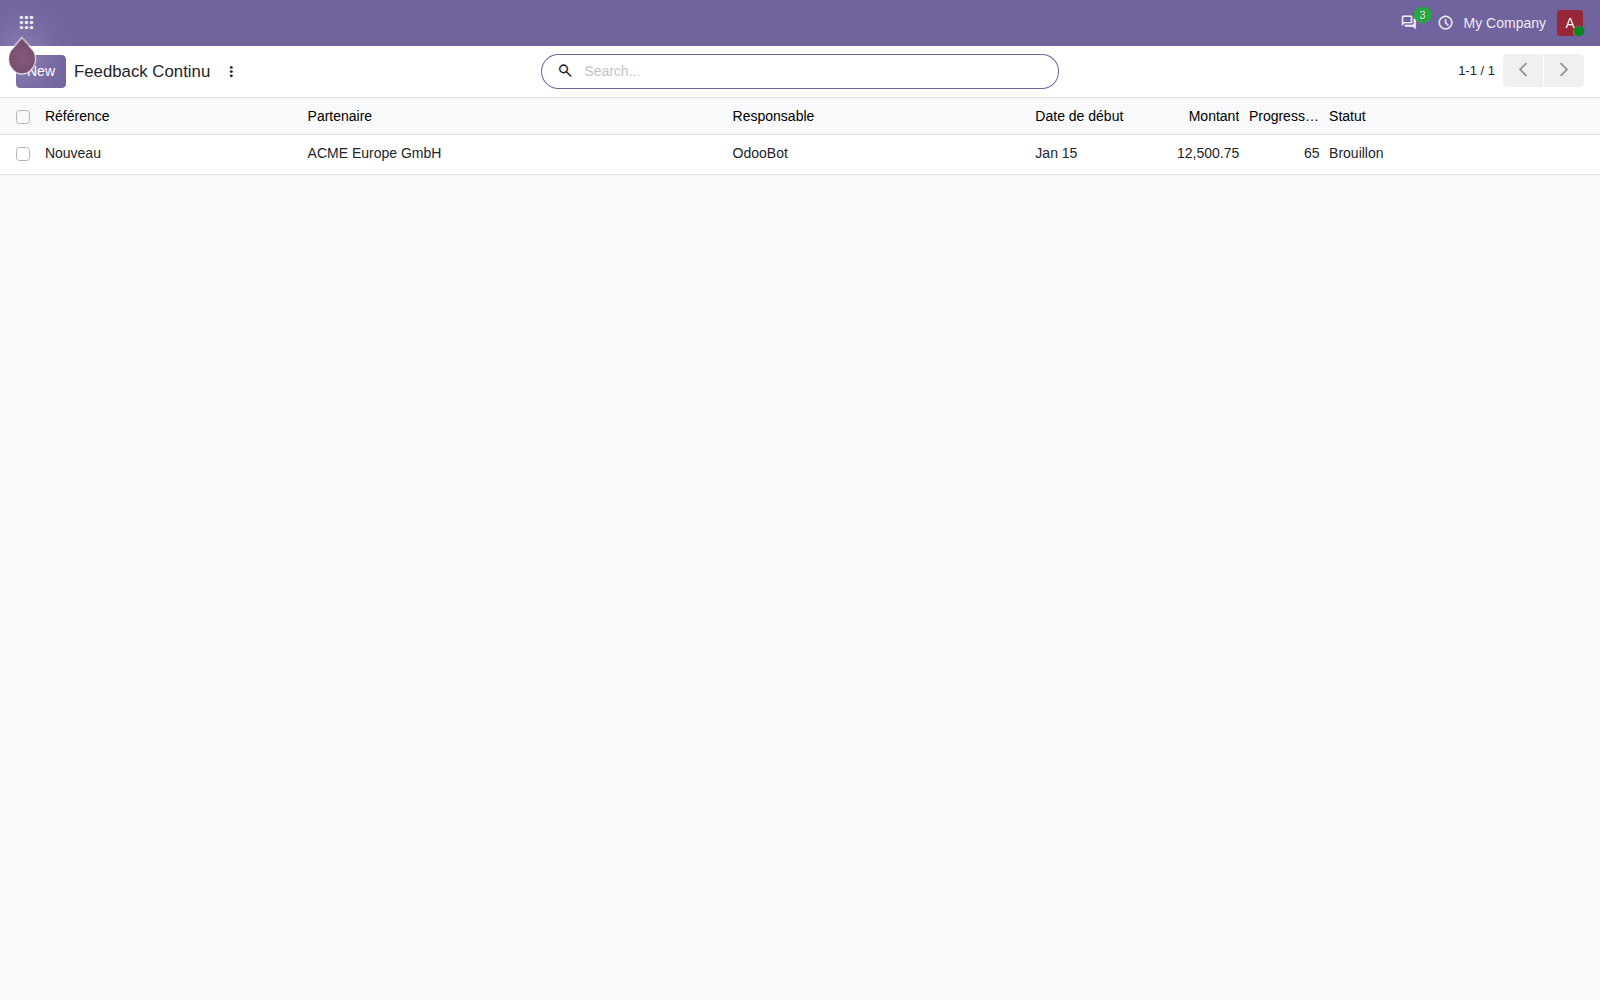 3
My Company
A
New
Feedback Continu
Search...
1-1 / 1
Référence Partenaire Responsable Date de début Montant Progress… Statut
Nouveau ACME Europe GmbH OdooBot Jan 15 12,500.75 65 Brouillon